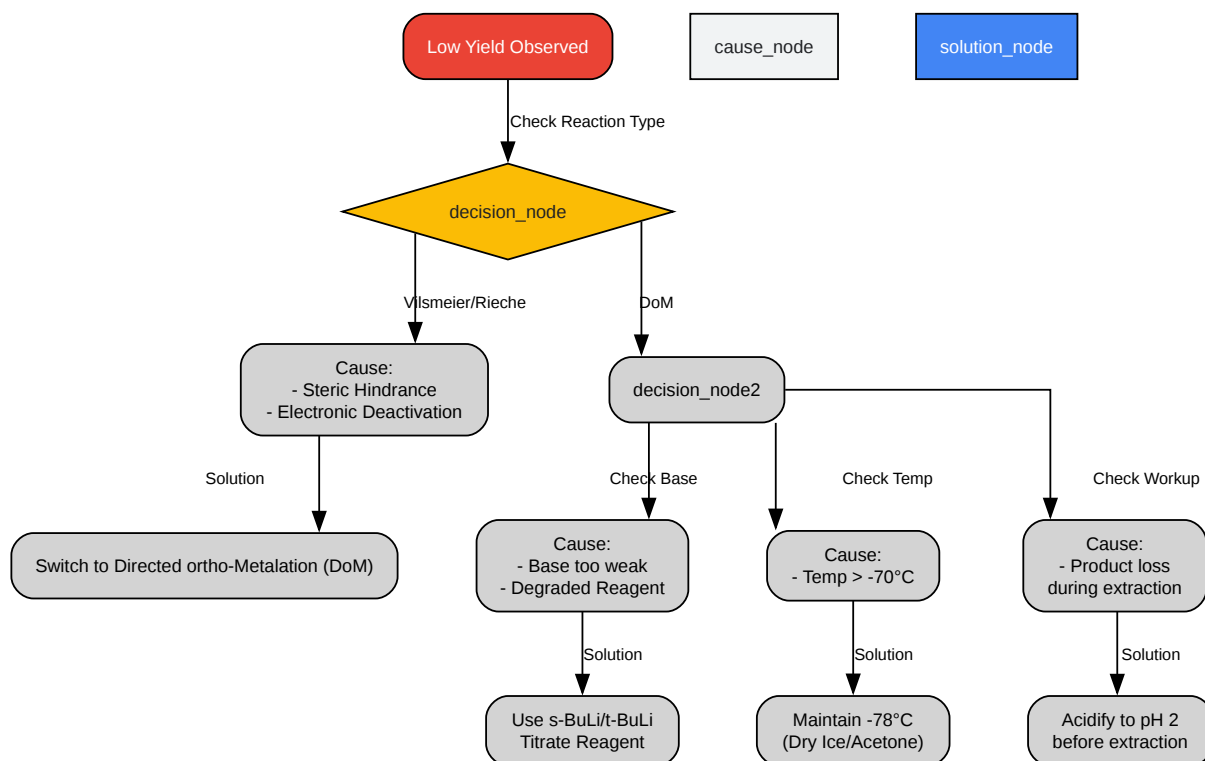 Low Yield Observed
cause_node
solution_node
Check Reaction Type
decision_node
Vilsmeier/Rieche
DoM
Cause:
- Steric Hindrance
- Electronic Deactivation
decision_node2
Solution
Check Base
Check Temp
Check Workup
Switch to Directed ortho-Metalation (DoM)
Cause:
- Base too weak
- Degraded Reagent
Cause:
- Temp > -70°C
Cause:
- Product loss
during extraction
Solution
Solution
Solution
Use s-BuLi/t-BuLi
Titrate Reagent
Maintain -78°C
(Dry Ice/Acetone)
Acidify to pH 2
before extraction